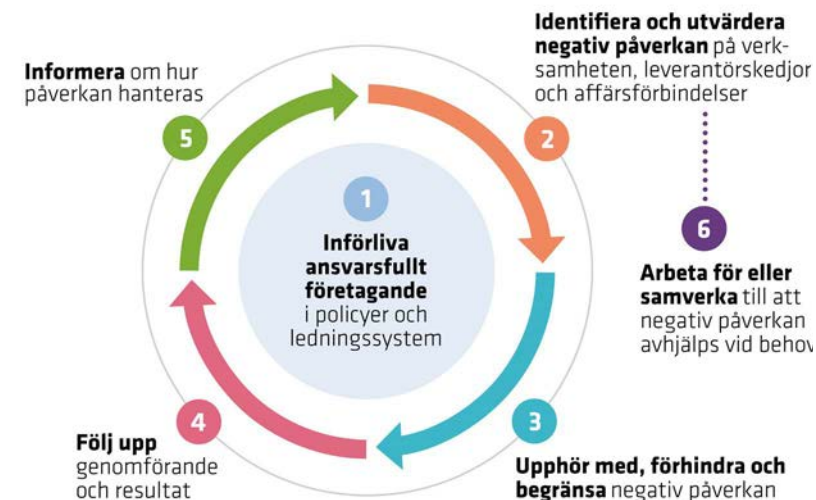 1
Införliva
ansvarsfullt
företagande
i policyer och
ledningssystem
2
Identifiera och utvärdera
negativ påverkan på verk-
samheten, leverantörskedjor
och affärsförbindelser
3
Upphör med, förhindra och
begränsa negativ påverkan
4
Följ upp
genomförande
och resultat
5
Informera om hur
påverkan hanteras
6
Arbeta för eller
samverka till att
negativ påverkan
avhjälps vid behov